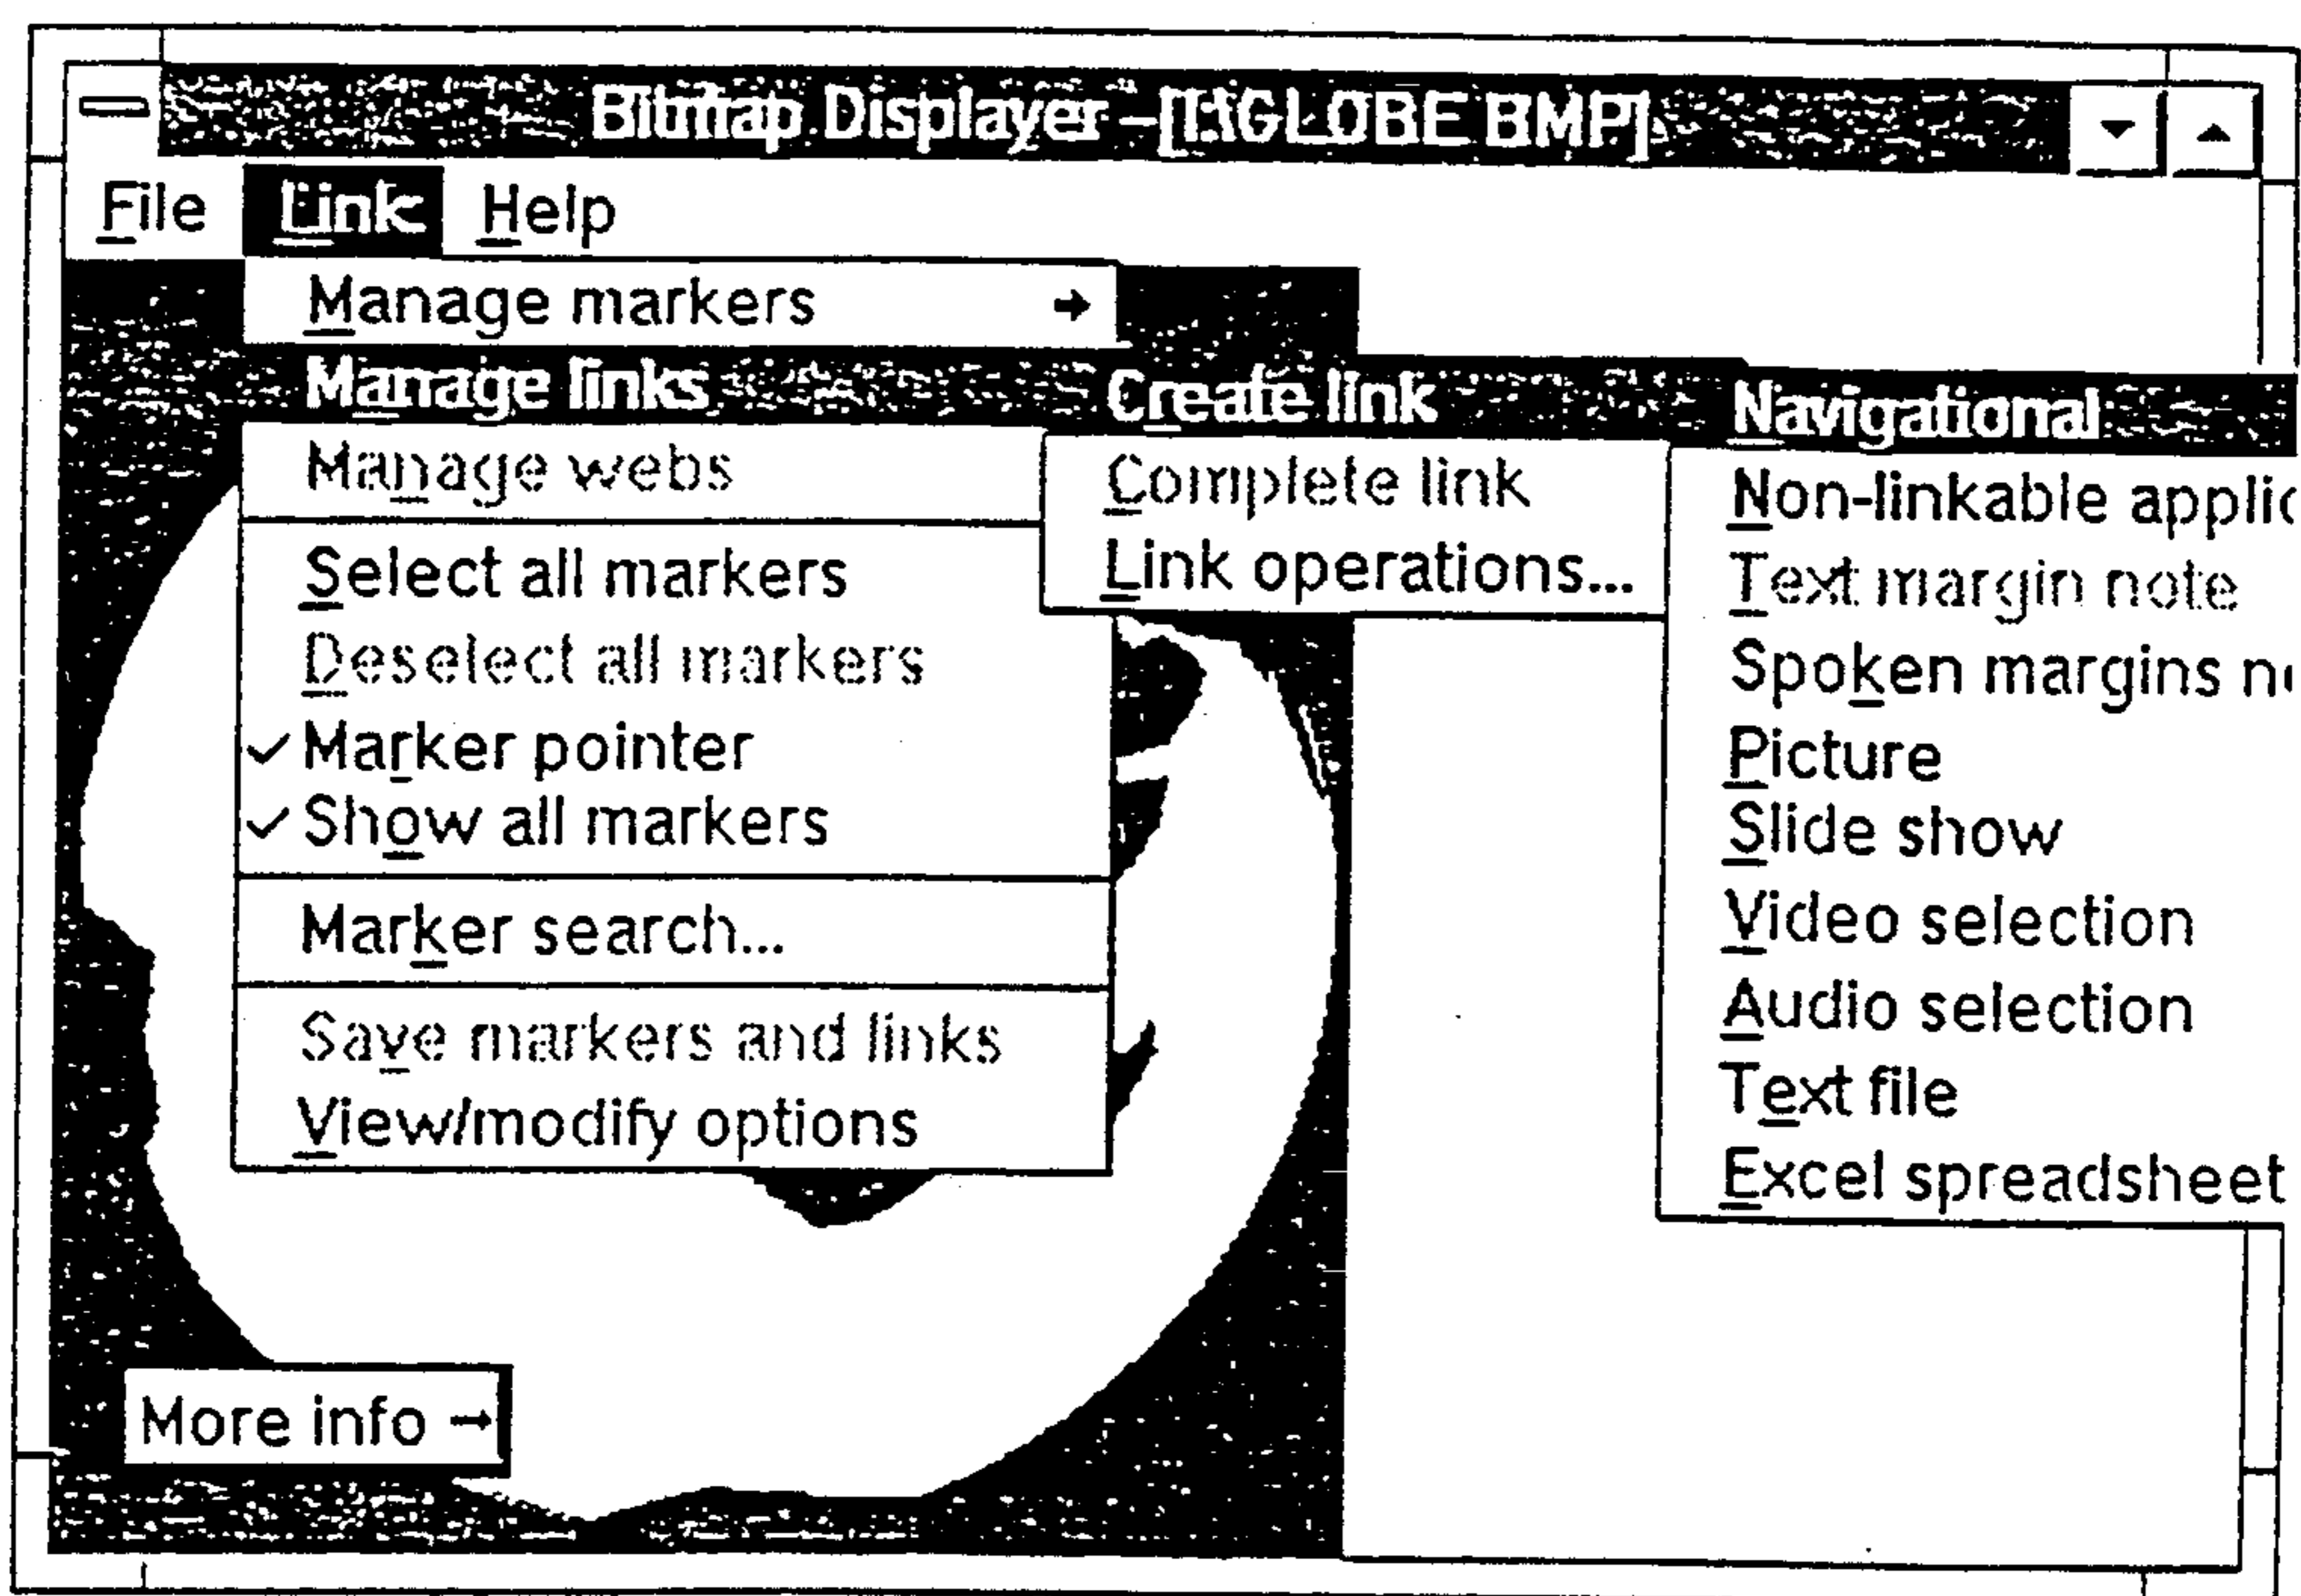 Bitmap Displayer -[I:\GLOBE BMP]
File Link Help
Manage markers →
Manage links
Manage webs
Select all markers
Deselect all markers
✓ Marker pointer
✓ Show all markers
Marker search...
Save markers and links
View/modify options
Create link
Complete link
Link operations...
Navigational
Non-linkable applic
Text margin note
Spoken margins n
Picture
Slide show
Video selection
Audio selection
Text file
Excel spreadsheet
More info →